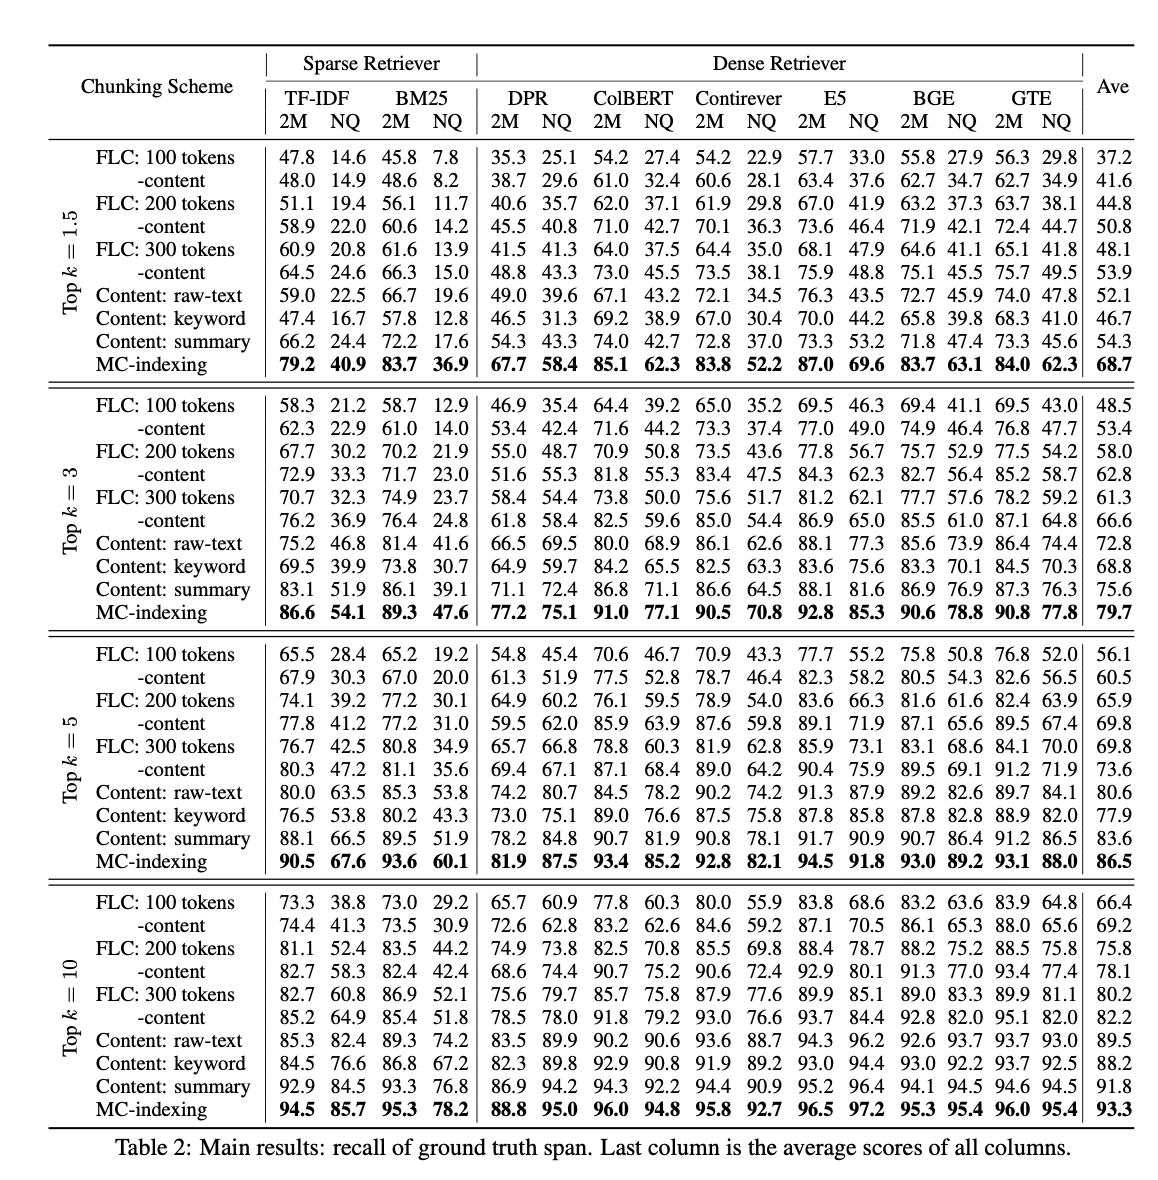 Chunking Scheme Sparse Retriever Dense Retriever Ave
TF-IDF BM25 DPR ColBERT Contirever E5 BGE GTE
2M NQ 2M NQ 2M NQ 2M NQ 2M NQ 2M NQ 2M NQ 2M NQ
Top k = 1.5
FLC: 100 tokens 47.8 14.6 45.8 7.8 35.3 25.1 54.2 27.4 54.2 22.9 57.7 33.0 55.8 27.9 56.3 29.8 37.2
-content 48.0 14.9 48.6 8.2 38.7 29.6 61.0 32.4 60.6 28.1 63.4 37.6 62.7 34.7 62.7 34.9 41.6
FLC: 200 tokens 51.1 19.4 56.1 11.7 40.6 35.7 62.0 37.1 61.9 29.8 67.0 41.9 63.2 37.3 63.7 38.1 44.8
-content 58.9 22.0 60.6 14.2 45.5 40.8 71.0 42.7 70.1 36.3 73.6 46.4 71.9 42.1 72.4 44.7 50.8
FLC: 300 tokens 60.9 20.8 61.6 13.9 41.5 41.3 64.0 37.5 64.4 35.0 68.1 47.9 64.6 41.1 65.1 41.8 48.1
-content 64.5 24.6 66.3 15.0 48.8 43.3 73.0 45.5 73.5 38.1 75.9 48.8 75.1 45.5 75.7 49.5 53.9
Content: raw-text 59.0 22.5 66.7 19.6 49.0 39.6 67.1 43.2 72.1 34.5 76.3 43.5 72.7 45.9 74.0 47.8 52.1
Content: keyword 47.4 16.7 57.8 12.8 46.5 31.3 69.2 38.9 67.0 30.4 70.0 44.2 65.8 39.8 68.3 41.0 46.7
Content: summary 66.2 24.4 72.2 17.6 54.3 43.3 74.0 42.7 72.8 37.0 73.3 53.2 71.8 47.4 73.3 45.6 54.3
MC-indexing 79.2 40.9 83.7 36.9 67.7 58.4 85.1 62.3 83.8 52.2 87.0 69.6 83.7 63.1 84.0 62.3 68.7
Top k = 3
FLC: 100 tokens 58.3 21.2 58.7 12.9 46.9 35.4 64.4 39.2 65.0 35.2 69.5 46.3 69.4 41.1 69.5 43.0 48.5
-content 62.3 22.9 61.0 14.0 53.4 42.4 71.6 44.2 73.3 37.4 77.0 49.0 74.9 46.4 76.8 47.7 53.4
FLC: 200 tokens 67.7 30.2 70.2 21.9 55.0 48.7 70.9 50.8 73.5 43.6 77.8 56.7 75.7 52.9 77.5 54.2 58.0
-content 72.9 33.3 71.7 23.0 51.6 55.3 81.8 55.3 83.4 47.5 84.3 62.3 82.7 56.4 85.2 58.7 62.8
FLC: 300 tokens 70.7 32.3 74.9 23.7 58.4 54.4 73.8 50.0 75.6 51.7 81.2 62.1 77.7 57.6 78.2 59.2 61.3
-content 76.2 36.9 76.4 24.8 61.8 58.4 82.5 59.6 85.0 54.4 86.9 65.0 85.5 61.0 87.1 64.8 66.6
Content: raw-text 75.2 46.8 81.4 41.6 66.5 69.5 80.0 68.9 86.1 62.6 88.1 77.3 85.6 73.9 86.4 74.4 72.8
Content: keyword 69.5 39.9 73.8 30.7 64.9 59.7 84.2 65.5 82.5 63.3 83.6 75.6 83.3 70.1 84.5 70.3 68.8
Content: summary 83.1 51.9 86.1 39.1 71.1 72.4 86.8 71.1 86.6 64.5 88.1 81.6 86.9 76.9 87.3 76.3 75.6
MC-indexing 86.6 54.1 89.3 47.6 77.2 75.1 91.0 77.1 90.5 70.8 92.8 85.3 90.6 78.8 90.8 77.8 79.7
Top k = 5
FLC: 100 tokens 65.5 28.4 65.2 19.2 54.8 45.4 70.6 46.7 70.9 43.3 77.7 55.2 75.8 50.8 76.8 52.0 56.1
-content 67.9 30.3 67.0 20.0 61.3 51.9 77.5 52.8 78.7 46.4 82.3 58.2 80.5 54.3 82.6 56.5 60.5
FLC: 200 tokens 74.1 39.2 77.2 30.1 64.9 60.2 76.1 59.5 78.9 54.0 83.6 66.3 81.6 61.6 82.4 63.9 65.9
-content 77.8 41.2 77.2 31.0 59.5 62.0 85.9 63.9 87.6 59.8 89.1 71.9 87.1 65.6 89.5 67.4 69.8
FLC: 300 tokens 76.7 42.5 80.8 34.9 65.7 66.8 78.8 60.3 81.9 62.8 85.9 73.1 83.1 68.6 84.1 70.0 69.8
-content 80.3 47.2 81.1 35.6 69.4 67.1 87.1 68.4 89.0 64.2 90.4 75.9 89.5 69.1 91.2 71.9 73.6
Content: raw-text 80.0 63.5 85.3 53.8 74.2 80.7 84.5 78.2 90.2 74.2 91.3 87.9 89.2 82.6 89.7 84.1 80.6
Content: keyword 76.5 53.8 80.2 43.3 73.0 75.1 89.0 76.6 87.5 75.8 87.8 85.8 87.8 82.8 88.9 82.0 77.9
Content: summary 88.1 66.5 89.5 51.9 78.2 84.8 90.7 81.9 90.8 78.1 91.7 90.9 90.7 86.4 91.2 86.5 83.6
MC-indexing 90.5 67.6 93.6 60.1 81.9 87.5 93.4 85.2 92.8 82.1 94.5 91.8 93.0 89.2 93.1 88.0 86.5
Top k = 10
FLC: 100 tokens 73.3 38.8 73.0 29.2 65.7 60.9 77.8 60.3 80.0 55.9 83.8 68.6 83.2 63.6 83.9 64.8 66.4
-content 74.4 41.3 73.5 30.9 72.6 62.8 83.2 62.6 84.6 59.2 87.1 70.5 86.1 65.3 88.0 65.6 69.2
FLC: 200 tokens 81.1 52.4 83.5 44.2 74.9 73.8 82.5 70.8 85.5 69.8 88.4 78.7 88.2 75.2 88.5 75.8 75.8
-content 82.7 58.3 82.4 42.4 68.6 74.4 90.7 75.2 90.6 72.4 92.9 80.1 91.3 77.0 93.4 77.4 78.1
FLC: 300 tokens 82.7 60.8 86.9 52.1 75.6 79.7 85.7 75.8 87.9 77.6 89.9 85.1 89.0 83.3 89.9 81.1 80.2
-content 85.2 64.9 85.4 51.8 78.5 78.0 91.8 79.2 93.0 76.6 93.7 84.4 92.8 82.0 95.1 82.0 82.2
Content: raw-text 85.3 82.4 89.3 74.2 83.5 89.9 90.2 90.6 93.6 88.7 94.3 96.2 92.6 93.7 93.7 93.0 89.5
Content: keyword 84.5 76.6 86.8 67.2 82.3 89.8 92.9 90.8 91.9 89.2 93.0 94.4 93.0 92.2 93.7 92.5 88.2
Content: summary 92.9 84.5 93.3 76.8 86.9 94.2 94.3 92.2 94.4 90.9 95.2 96.4 94.1 94.5 94.6 94.5 91.8
MC-indexing 94.5 85.7 95.3 78.2 88.8 95.0 96.0 94.8 95.8 92.7 96.5 97.2 95.3 95.4 96.0 95.4 93.3
Table 2: Main results: recall of ground truth span. Last column is the average scores of all columns.